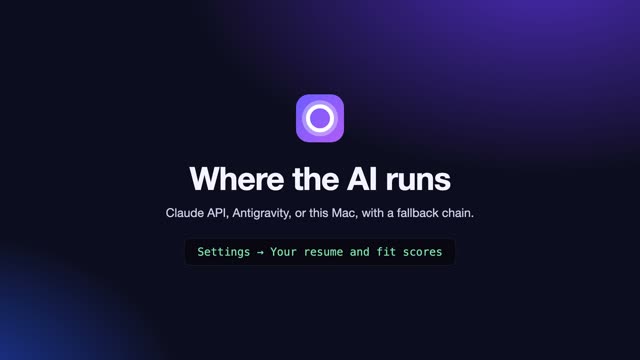 Where the AI runs
Claude API, Antigravity, or this Mac, with a fallback chain.
Settings → Your resume and fit scores